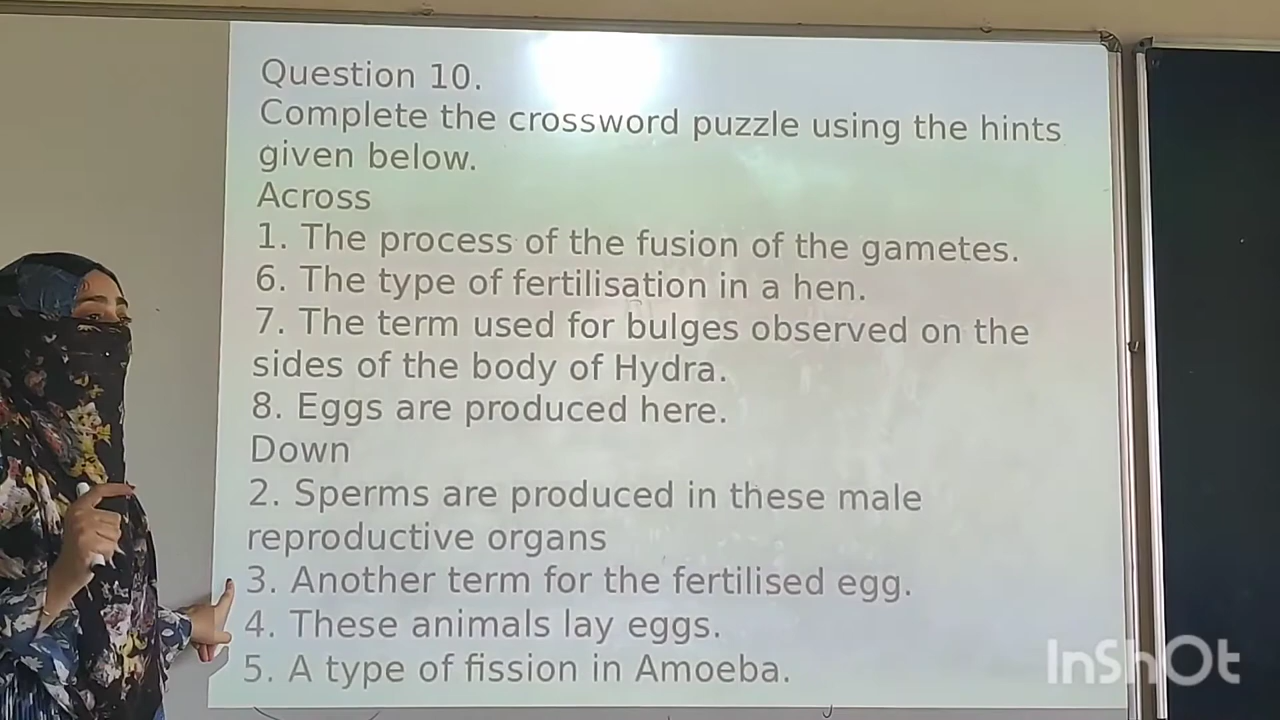 Question 10.
Complete the crossword puzzle using the hints
given below.
Across
1. The process of the fusion of the gametes.
6. The type of fertilisation in a hen.
7. The term used for bulges observed on the
sides of the body of Hydra.
8. Eggs are produced here.
Down
2. Sperms are produced in these male
reproductive organs
3. Another term for the fertilised egg.
4. These animals lay eggs.
5. A type of fission in Amoeba.
InShOt